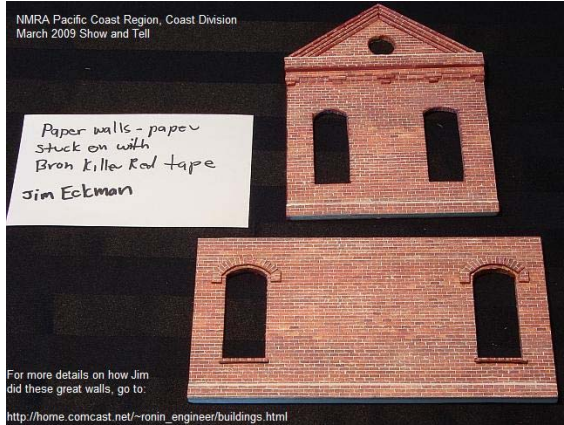 NMRA Pacific Coast Region, Coast Division
March 2009 Show and Tell
Paper walls - paper
stuck on with
Bron Killer Red tape
Jim Eckman
For more details on how Jim
did these great walls, go to:
http://home.comcast.net/~ronin_engineer/buildings.html